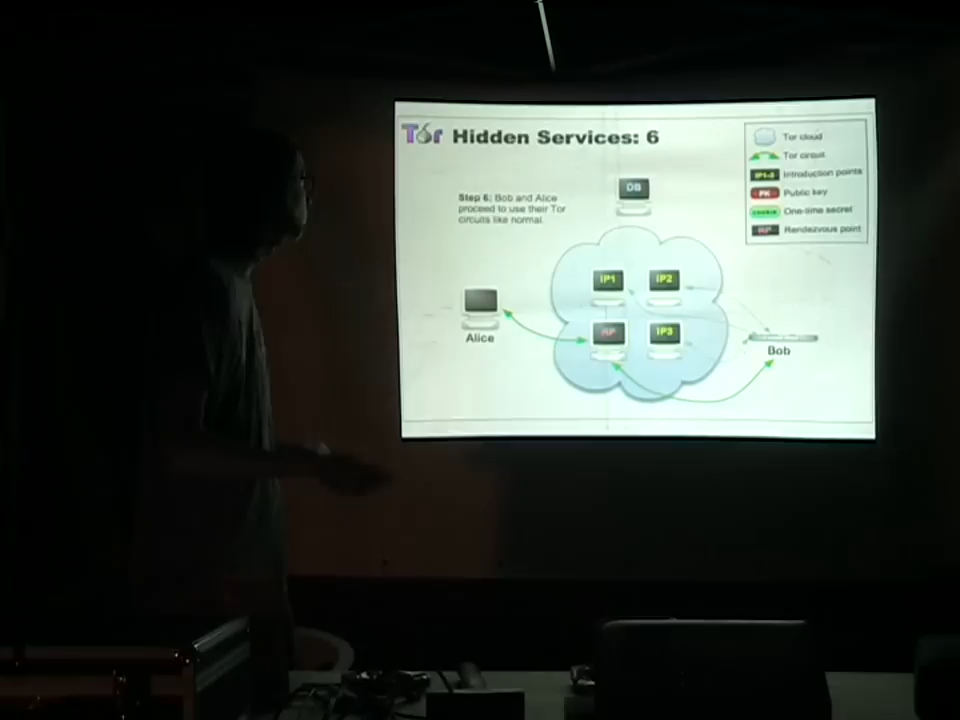 Tor Hidden Services: 6
Tor cloud
Tor circuit
IP1-3 Introduction points
PK Public key
cookie One-time secret
RP Rendezvous point
DB
Step 6: Bob and Alice
proceed to use their Tor
circuits like normal.
IP1 IP2
RP IP3
Alice
Bob